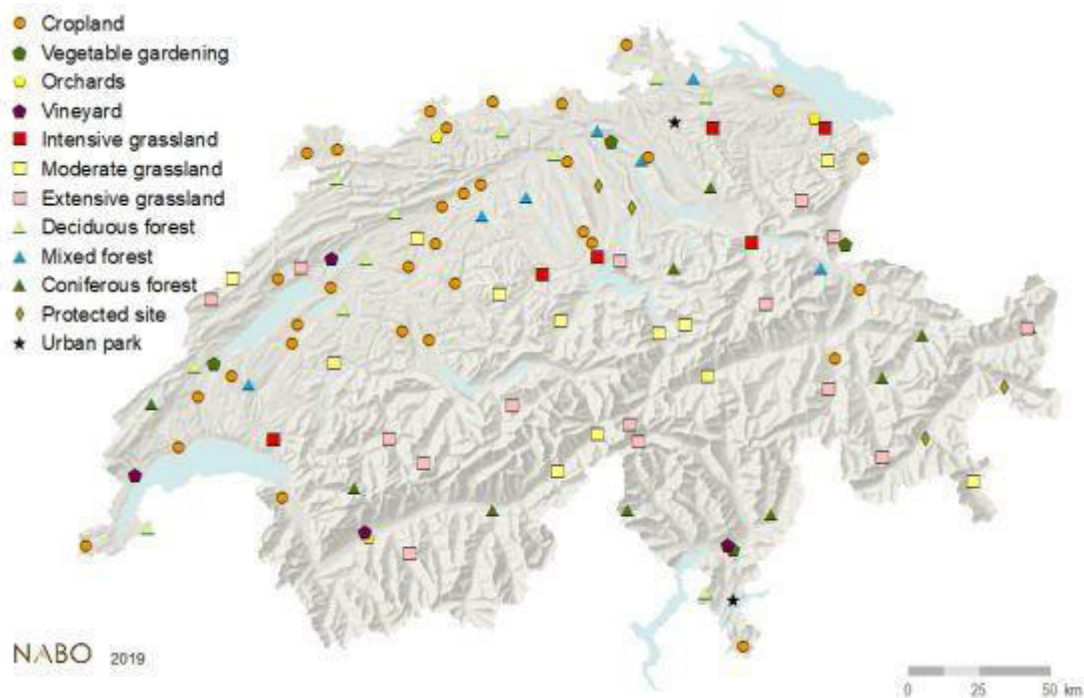 Cropland
Vegetable gardening
Orchards
Vineyard
Intensive grassland
Moderate grassland
Extensive grassland
Deciduous forest
Mixed forest
Coniferous forest
Protected site
Urban park
NABO 2019
0 25 50 km